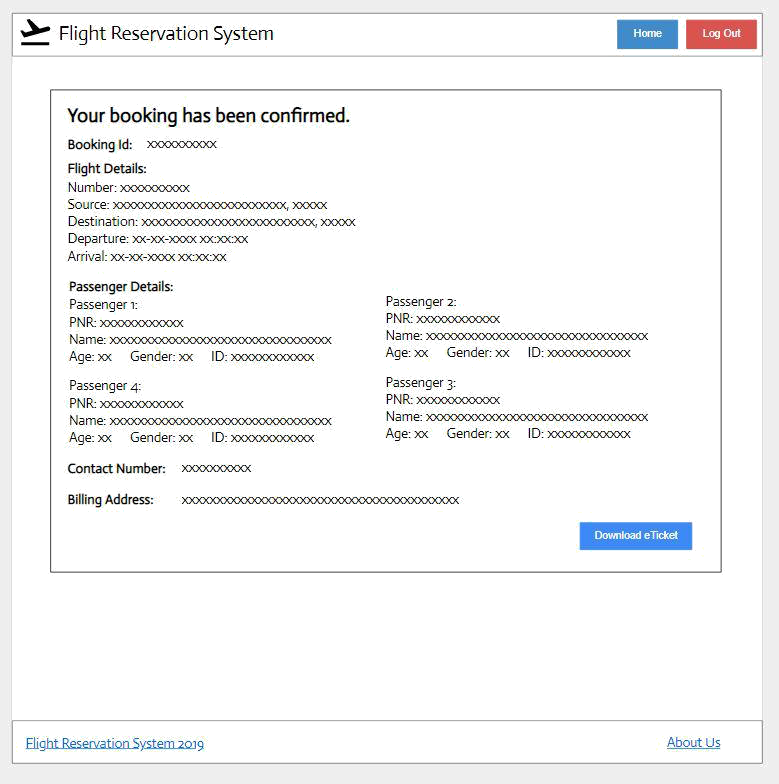 Flight Reservation System
Home
Log Out
Your booking has been confirmed.
Booking Id: xxxxxxxxxx
Flight Details:
Number: xxxxxxxxxx
Source: xxxxxxxxxxxxxxxxxxxxxxxxx, xxxxx
Destination: xxxxxxxxxxxxxxxxxxxxxxxxx, xxxxx
Departure: xx-xx-xxxx xx:xx:xx
Arrival: xx-xx-xxxx xx:xx:xx
Passenger Details:
Passenger 1:
PNR: xxxxxxxxxxxx
Name: xxxxxxxxxxxxxxxxxxxxxxxxxxxxxxxx
Age: xx Gender: xx ID: xxxxxxxxxxxx
Passenger 2:
PNR: xxxxxxxxxxxx
Name: xxxxxxxxxxxxxxxxxxxxxxxxxxxxxxxx
Age: xx Gender: xx ID: xxxxxxxxxxxx
Passenger 4:
PNR: xxxxxxxxxxxx
Name: xxxxxxxxxxxxxxxxxxxxxxxxxxxxxxxx
Age: xx Gender: xx ID: xxxxxxxxxxxx
Passenger 3:
PNR: xxxxxxxxxxxx
Name: xxxxxxxxxxxxxxxxxxxxxxxxxxxxxxxx
Age: xx Gender: xx ID: xxxxxxxxxxxx
Contact Number: xxxxxxxxxx
Billing Address: xxxxxxxxxxxxxxxxxxxxxxxxxxxxxxxxxxxxxxxx
Download eTicket
Flight Reservation System 2019
About Us